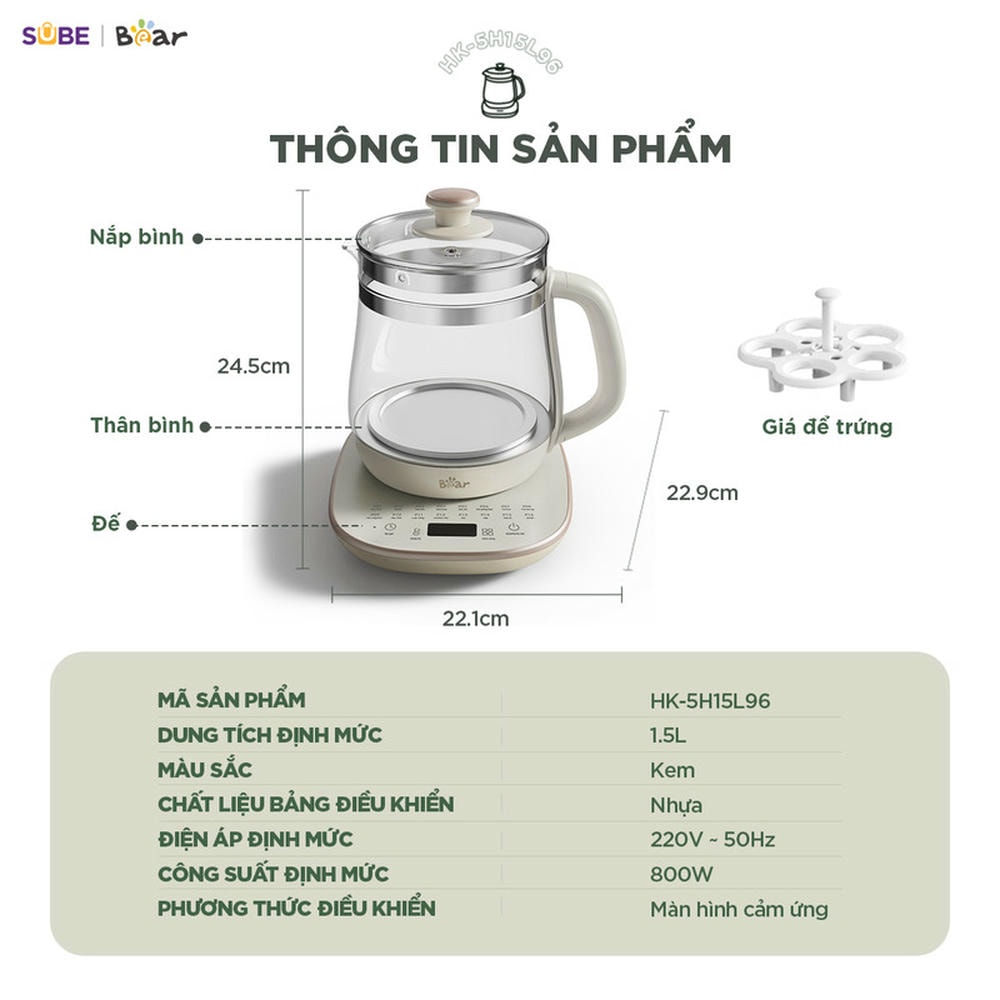 SUBE | Bear
HK-5H15L96
THÔNG TIN SẢN PHẨM
Nắp bình
24.5cm
Thân bình
Giá để trứng
22.9cm
Đế
Bear
22.1cm
MÃ SẢN PHẨM HK-5H15L96
DUNG TÍCH ĐỊNH MỨC 1.5L
MÀU SẮC Kem
CHẤT LIỆU BẢNG ĐIỀU KHIỂN Nhựa
ĐIỆN ÁP ĐỊNH MỨC 220V ~ 50Hz
CÔNG SUẤT ĐỊNH MỨC 800W
PHƯƠNG THỨC ĐIỀU KHIỂN Màn hình cảm ứng